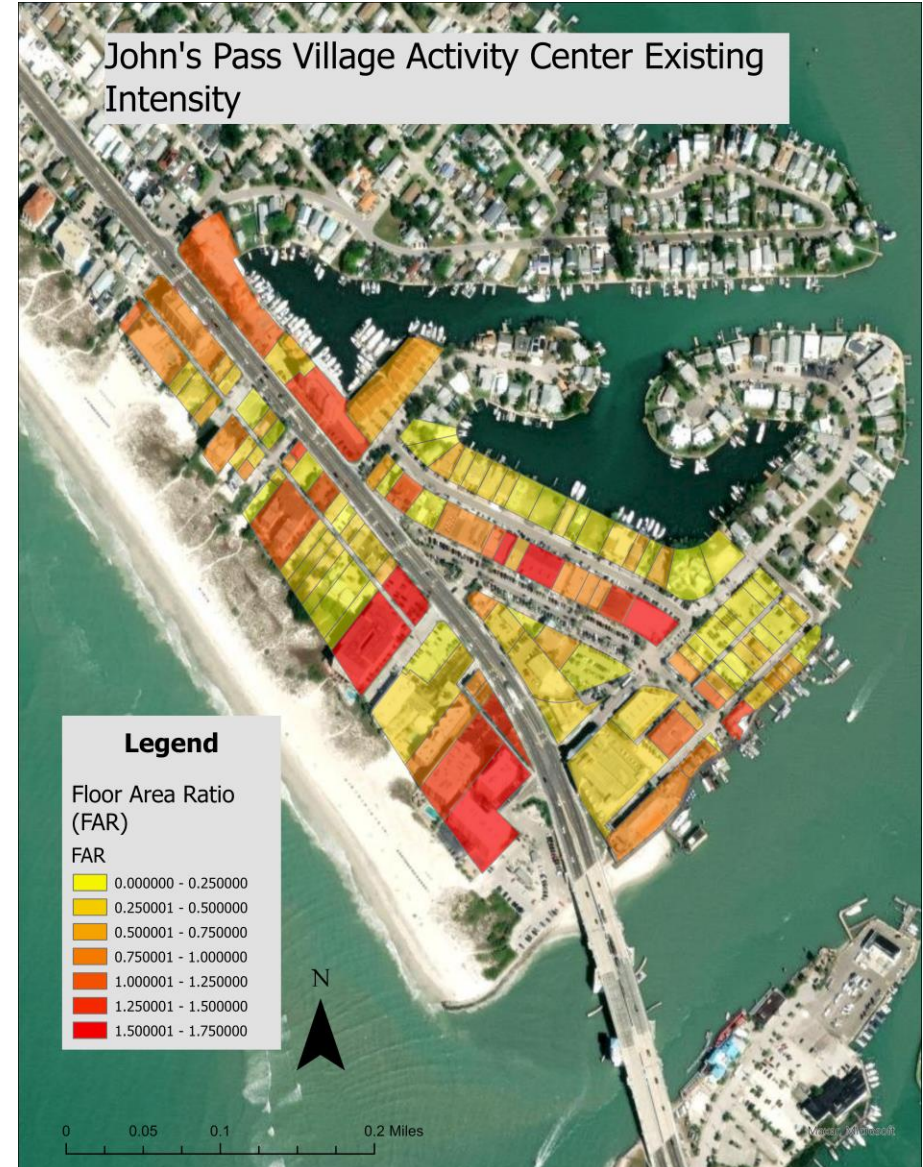 John's Pass Village Activity Center Existing
Intensity
Legend
Floor Area Ratio
(FAR)
FAR
0.000000 - 0.250000
0.250001 - 0.500000
0.500001 - 0.750000
0.750001 - 1.000000
1.000001 - 1.250000
1.250001 - 1.500000
1.500001 - 1.750000
N
0 0.05 0.1 0.2 Miles
Maxar, Microsoft